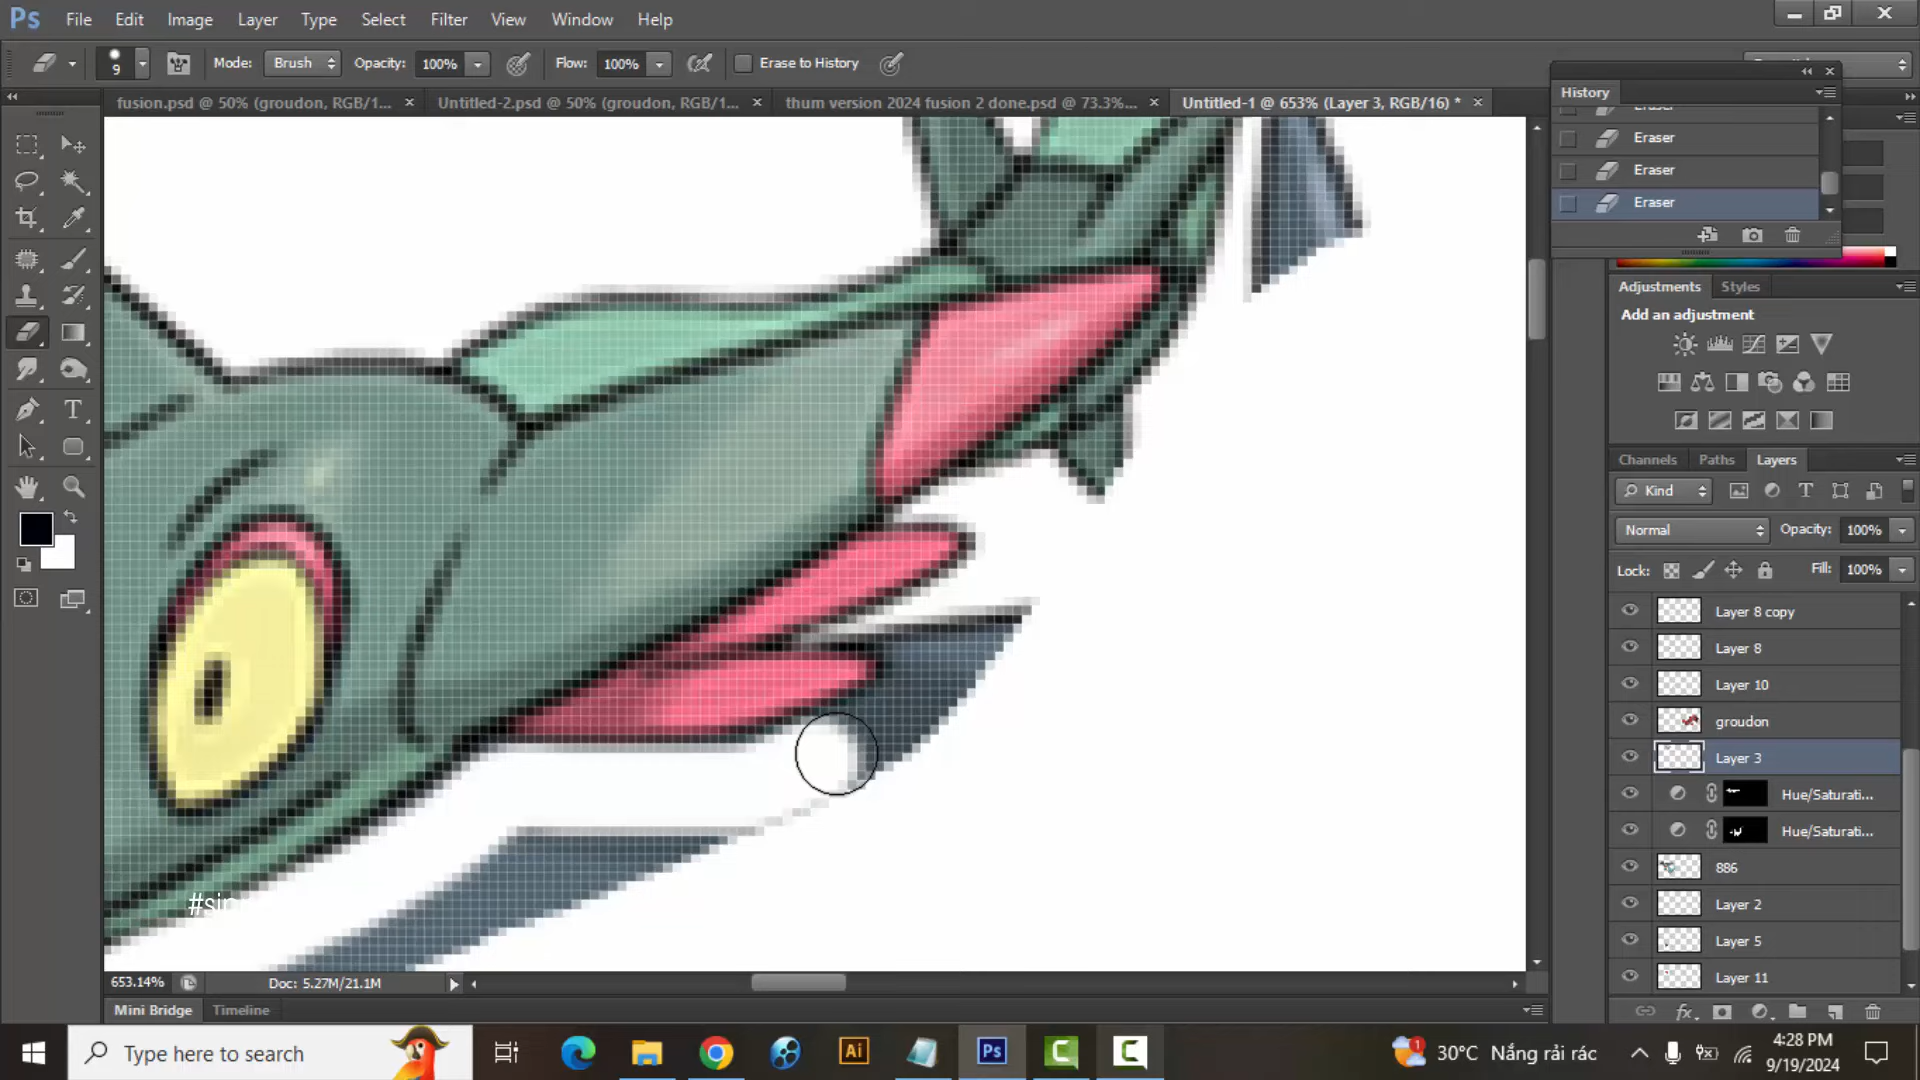 Ps File Edit Image Layer Type Select Filter View Window Help
9 Mode: Brush Opacity: 100% Flow: 100% Erase to History
fusion.psd @ 50% (groudon, RGB/1... × Untitled-2.psd @ 50% (groudon, RGB/1... × thum version 2024 fusion 2 done.psd @ 73.3%... × Untitled-1 @ 653% (Layer 3, RGB/16) * ×
History
Eraser
Eraser
Eraser
Eraser
Adjustments Styles
Add an adjustment
Channels Paths Layers
Kind
Normal Opacity: 100%
Lock: Fill: 100%
Layer 8 copy
Layer 8
Layer 10
groudon
Layer 3
Hue/Saturati...
Hue/Saturati...
886
Layer 2
Layer 5
Layer 11
653.14% Doc: 5.27M/21.1M
Mini Bridge Timeline
Type here to search
Ai Ps
30°C Nắng rải rác
4:28 PM
9/19/2024